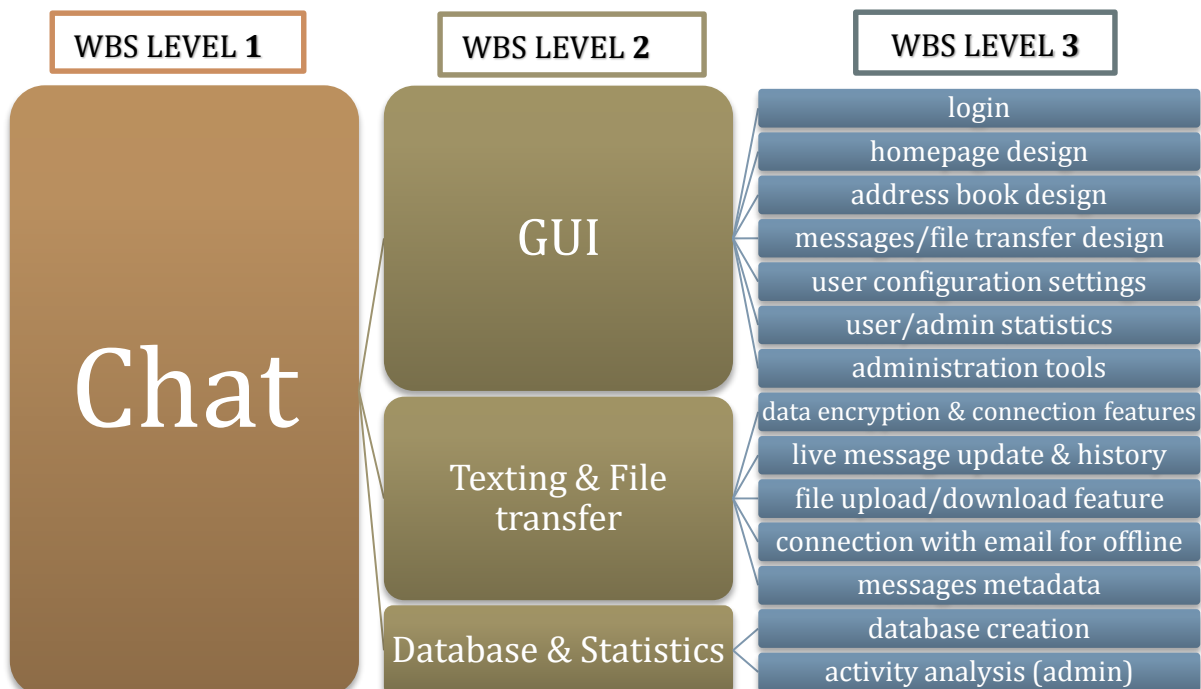 WBS LEVEL 1
WBS LEVEL 2
WBS LEVEL 3
Chat
GUI
login
homepage design
address book design
messages/file transfer design
user configuration settings
user/admin statistics
administration tools
Texting & File
transfer
data encryption & connection features
live message update & history
file upload/download feature
connection with email for offline
messages metadata
Database & Statistics
database creation
activity analysis (admin)